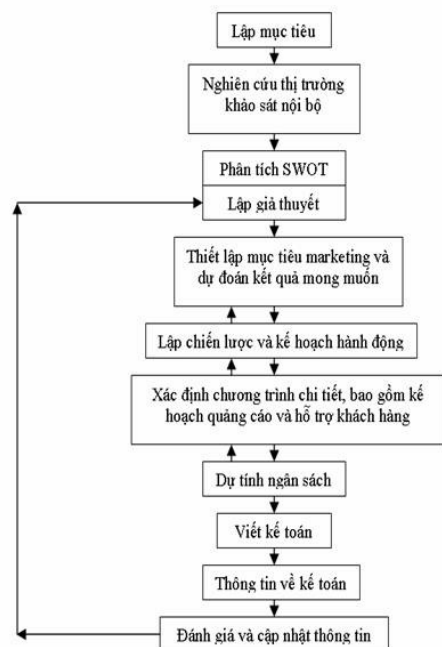 Lập mục tiêu
Nghiên cứu thị trường
khảo sát nội bộ
Phân tích SWOT
Lập giả thuyết
Thiết lập mục tiêu marketing và
dự đoán kết quả mong muốn
Lập chiến lược và kế hoạch hành động
Xác định chương trình chi tiết, bao gồm kế
hoạch quảng cáo và hỗ trợ khách hàng
Dự tính ngân sách
Viết kế toán
Thông tin về kế toán
Đánh giá và cập nhật thông tin